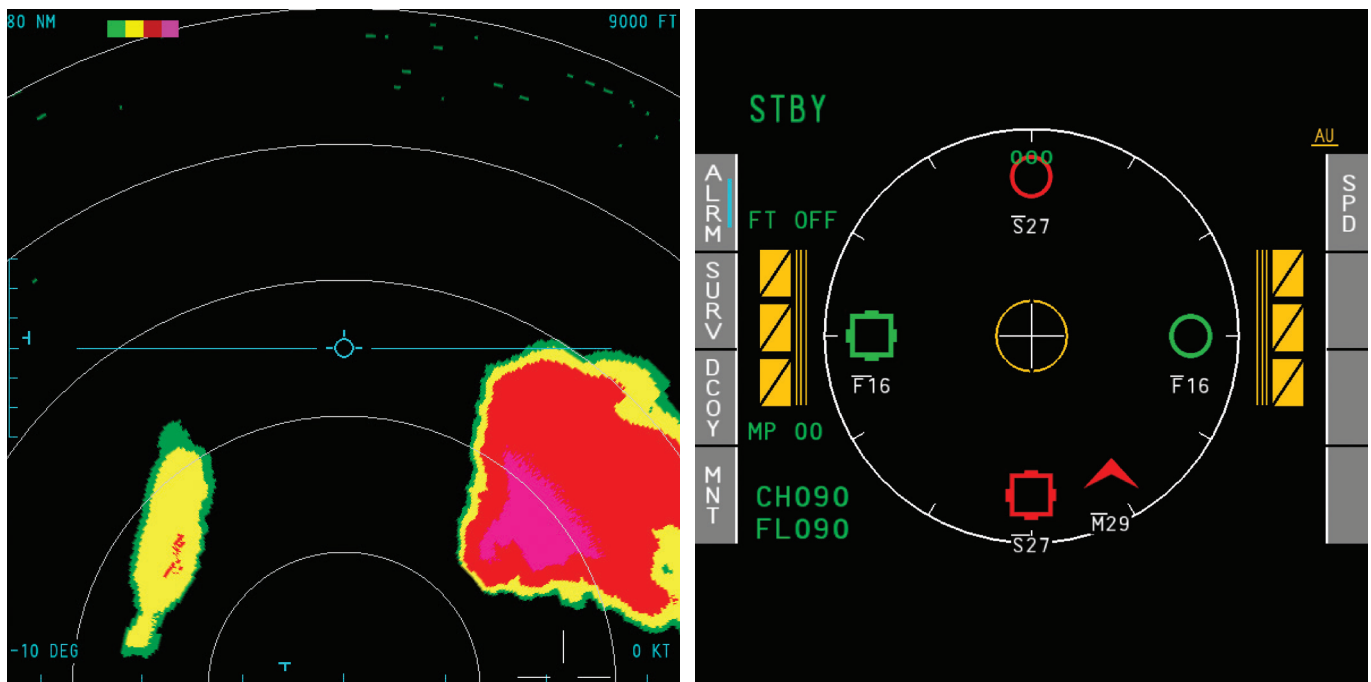 80 NM
9000 FT
-10 DEG
0 KT
STBY
AU
000
ALRM
SPD
S27
FT OFF
SURV
F16
F16
DCOY
MP 00
MNT
CH090
FL090
S27
M29